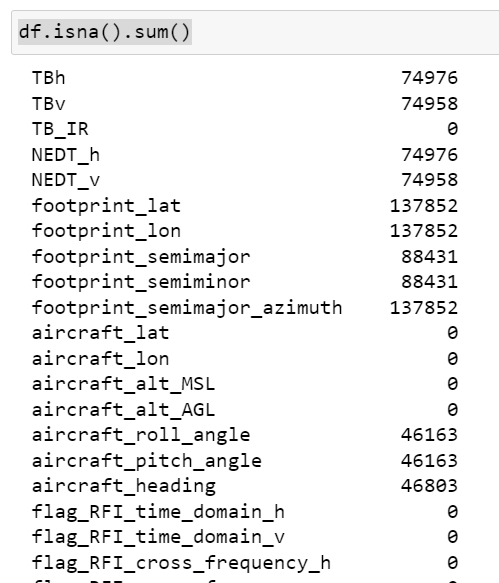 df.isna().sum()
TBh 74976
TBv 74958
TB_IR 0
NEDT_h 74976
NEDT_v 74958
footprint_lat 137852
footprint_lon 137852
footprint_semimajor 88431
footprint_semiminor 88431
footprint_semimajor_azimuth 137852
aircraft_lat 0
aircraft_lon 0
aircraft_alt_MSL 0
aircraft_alt_AGL 0
aircraft_roll_angle 46163
aircraft_pitch_angle 46163
aircraft_heading 46803
flag_RFI_time_domain_h 0
flag_RFI_time_domain_v 0
flag_RFI_cross_frequency_h 0